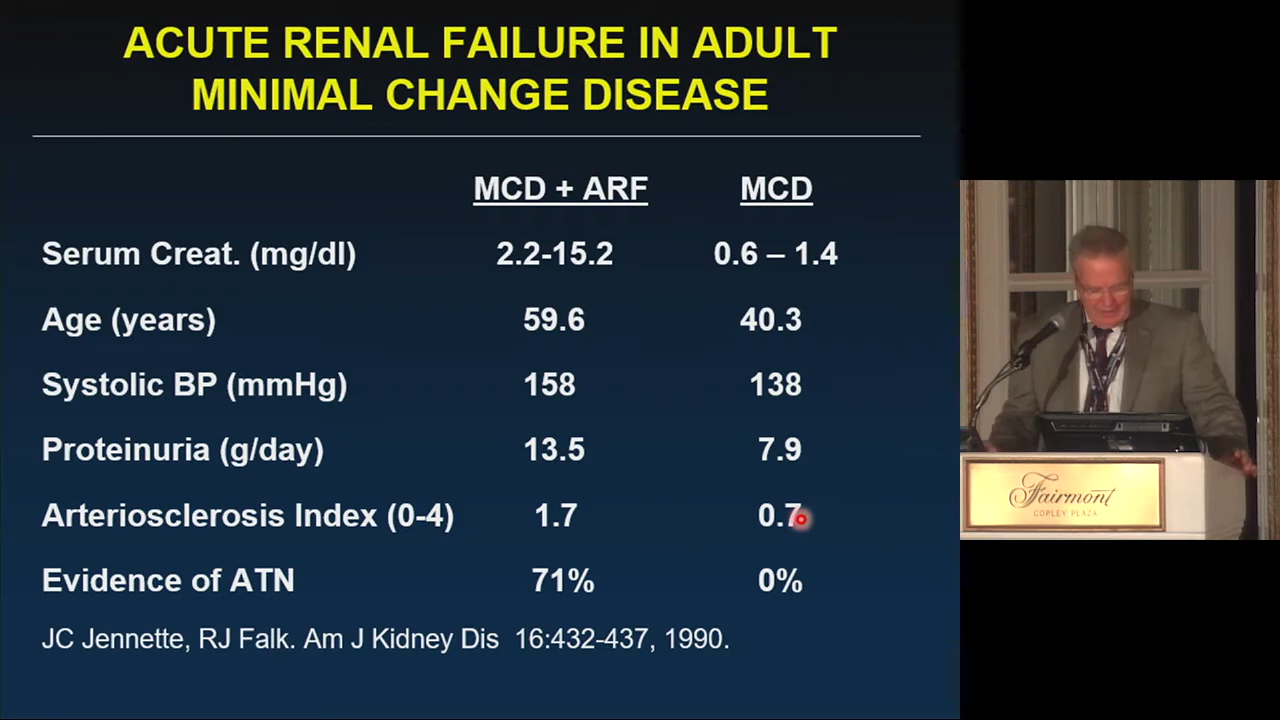 ACUTE RENAL FAILURE IN ADULT
MINIMAL CHANGE DISEASE
MCD + ARF MCD
Serum Creat. (mg/dl) 2.2-15.2 0.6 – 1.4
Age (years) 59.6 40.3
Systolic BP (mmHg) 158 138
Proteinuria (g/day) 13.5 7.9
Arteriosclerosis Index (0-4) 1.7 0.7
Evidence of ATN 71% 0%
JC Jennette, RJ Falk. Am J Kidney Dis 16:432-437, 1990.
Fairmont
COPLEY PLAZA